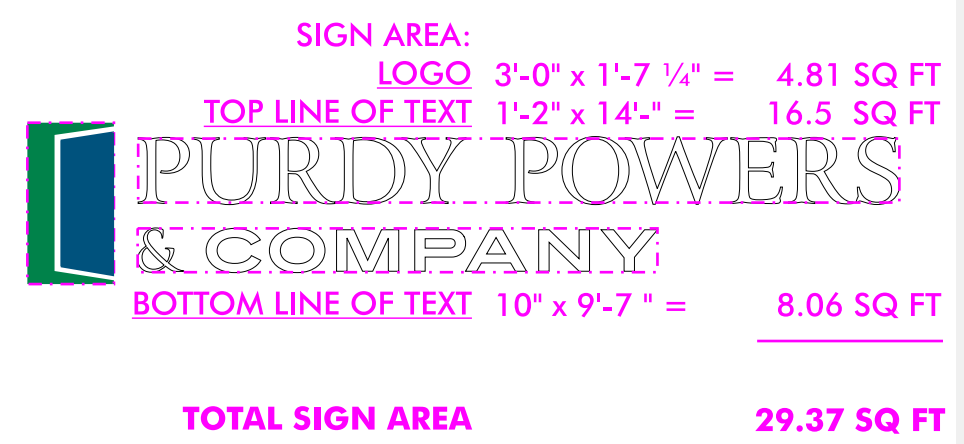 SIGN AREA:
LOGO 3'-0" x 1'-7 ¼" = 4.81 SQ FT
TOP LINE OF TEXT 1'-2" x 14'-" = 16.5 SQ FT
PURDY POWERS
& COMPANY
BOTTOM LINE OF TEXT 10" x 9'-7 " = 8.06 SQ FT
TOTAL SIGN AREA 29.37 SQ FT